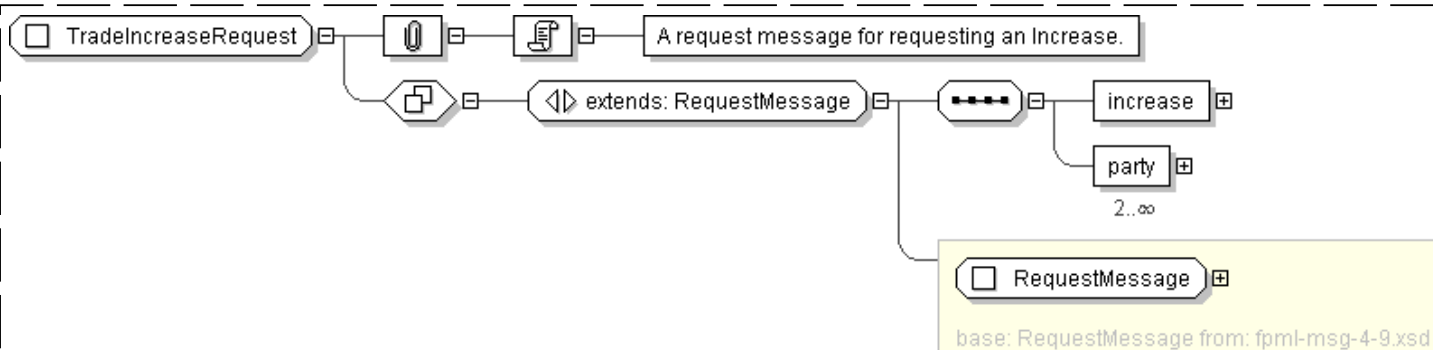 TradeIncreaseRequest
A request message for requesting an Increase.
extends: RequestMessage
increase
party
2..∞
RequestMessage
base: RequestMessage from: fpml-msg-4-9.xsd